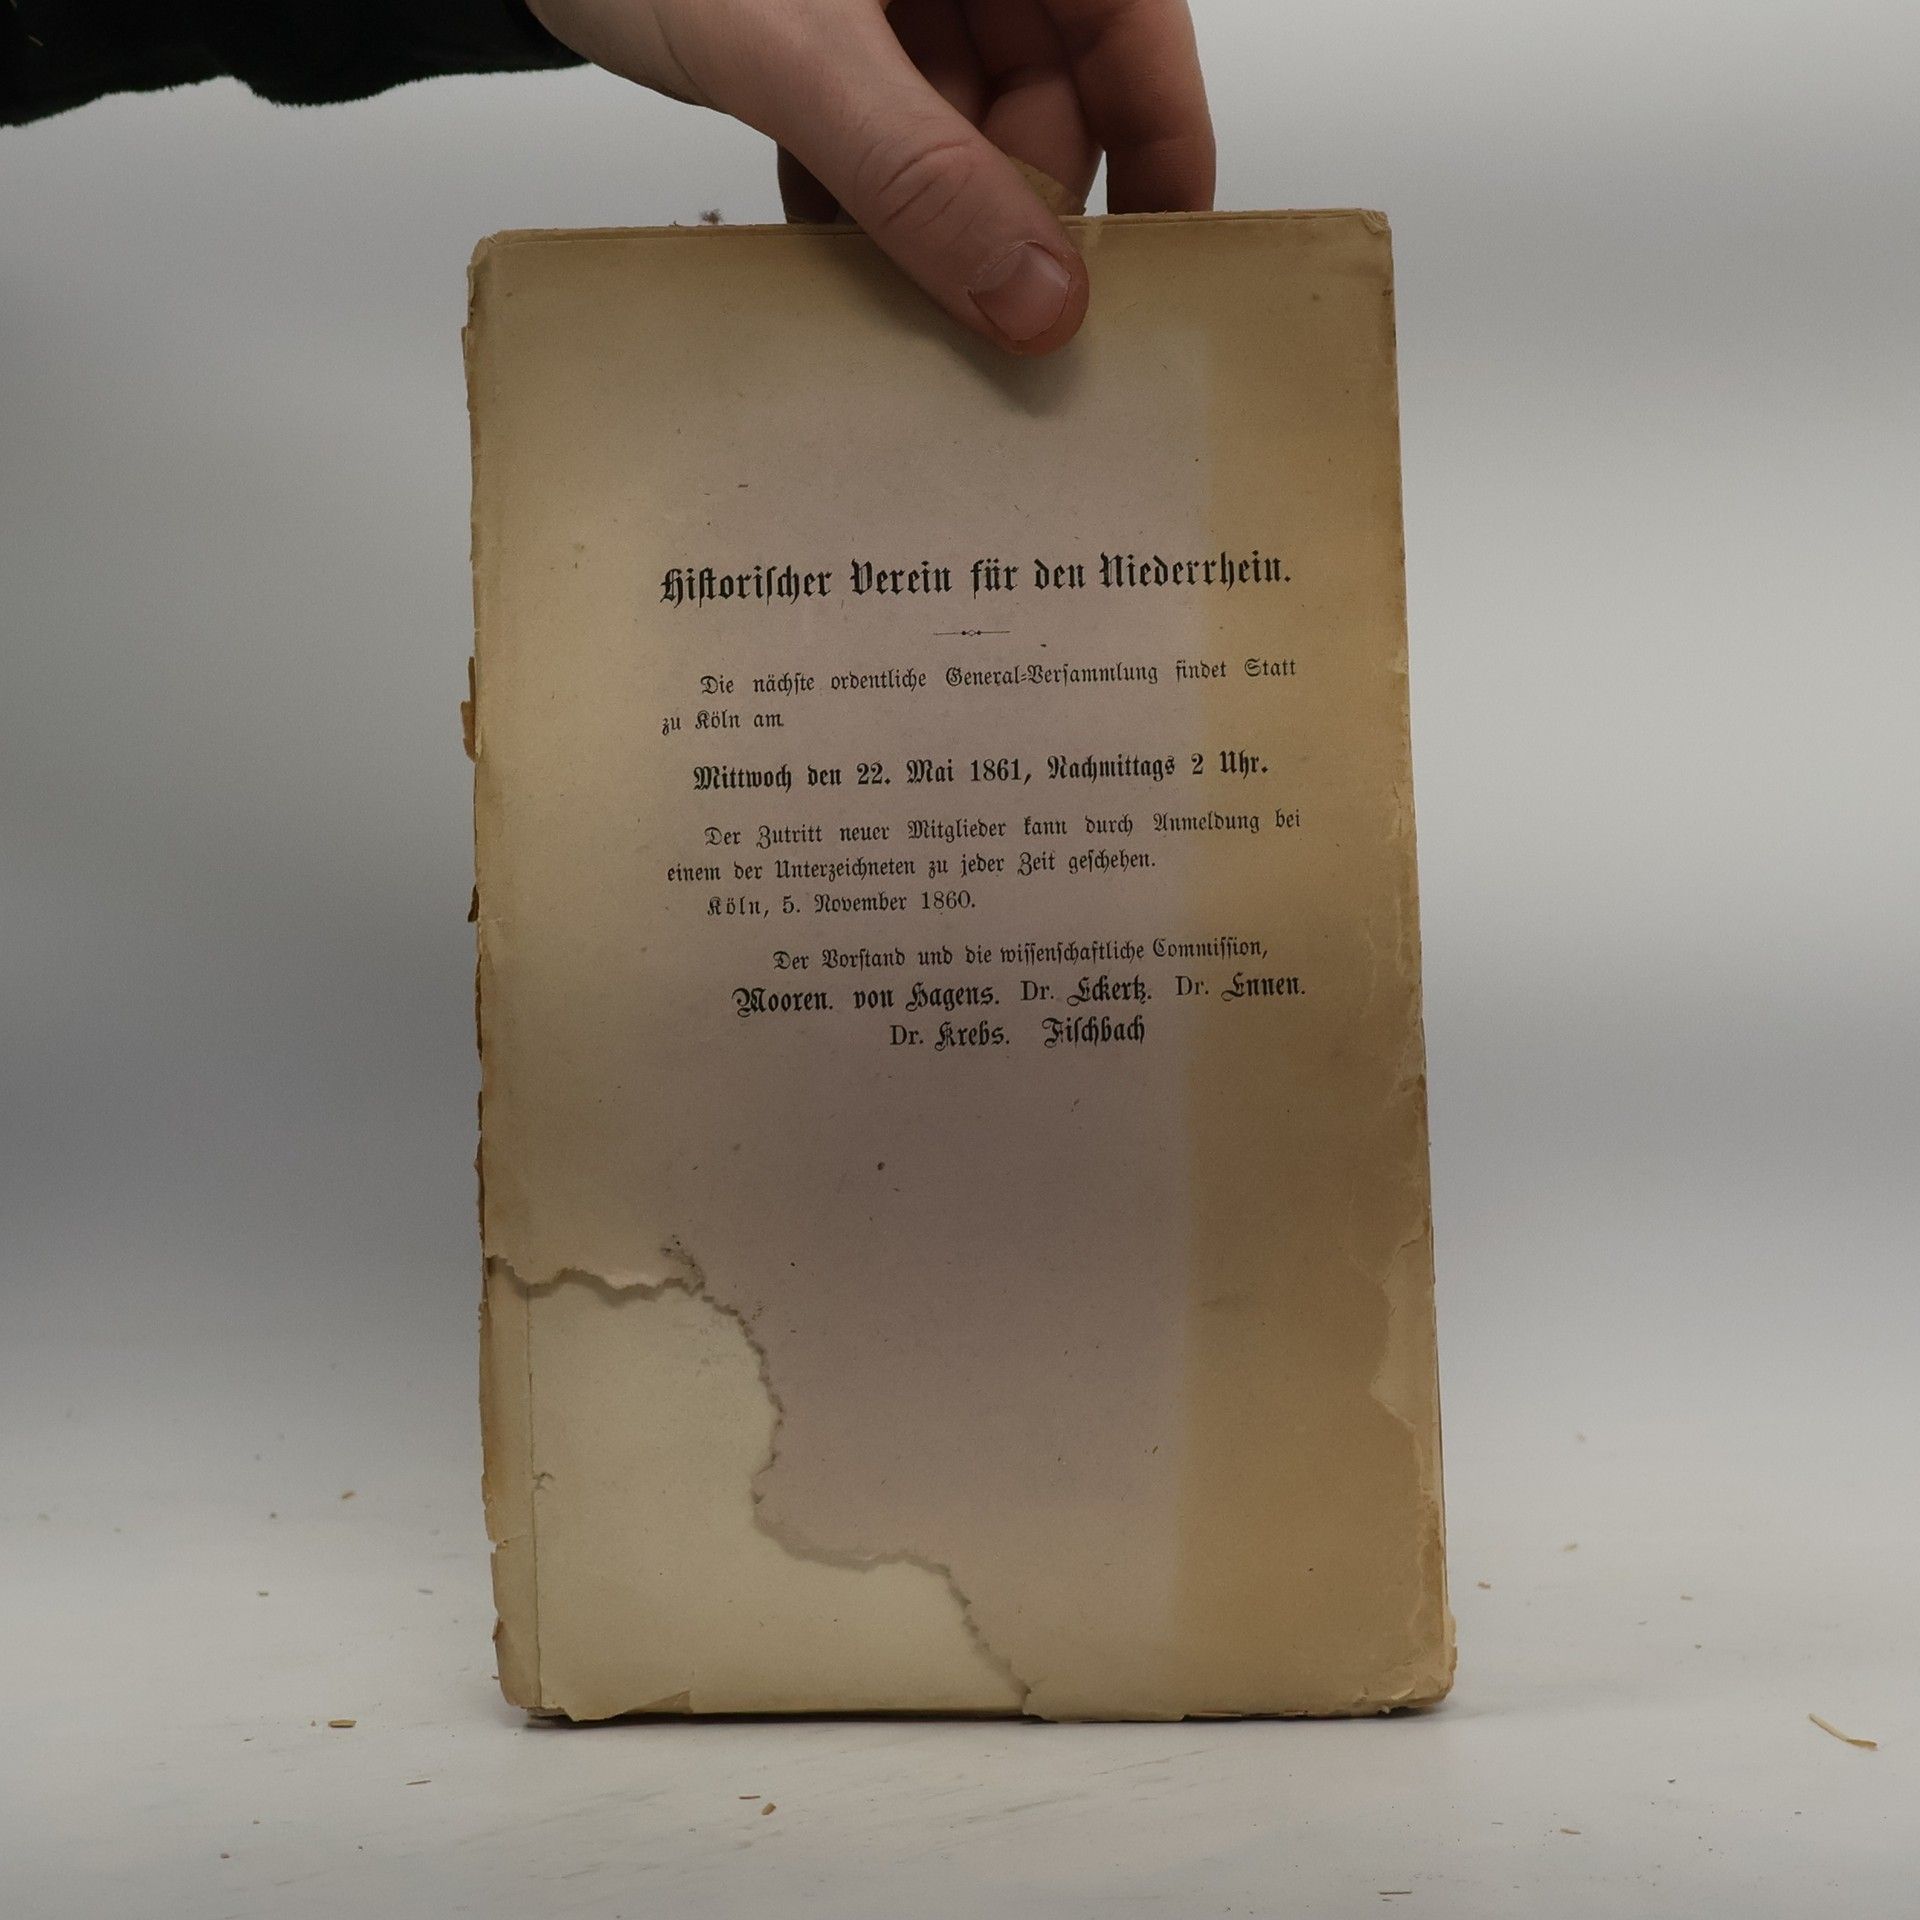 Hiſtoriſcher Verein für den Niederrhein.
Die nächſte ordentliche General-Verſammlung findet Statt
zu Köln am
Mittwoch den 22. Mai 1861, Nachmittags 2 Uhr.
Der Zutritt neuer Mitglieder kann durch Anmeldung bei
einem der Unterzeichneten zu jeder Zeit geſchehen.
Köln, 5. November 1860.
Der Vorſtand und die wiſſenſchaftliche Commiſſion,
Mooren. von Hagens. Dr. Eckertz. Dr. Ennen.
Dr. Krebs. Fiſchbach